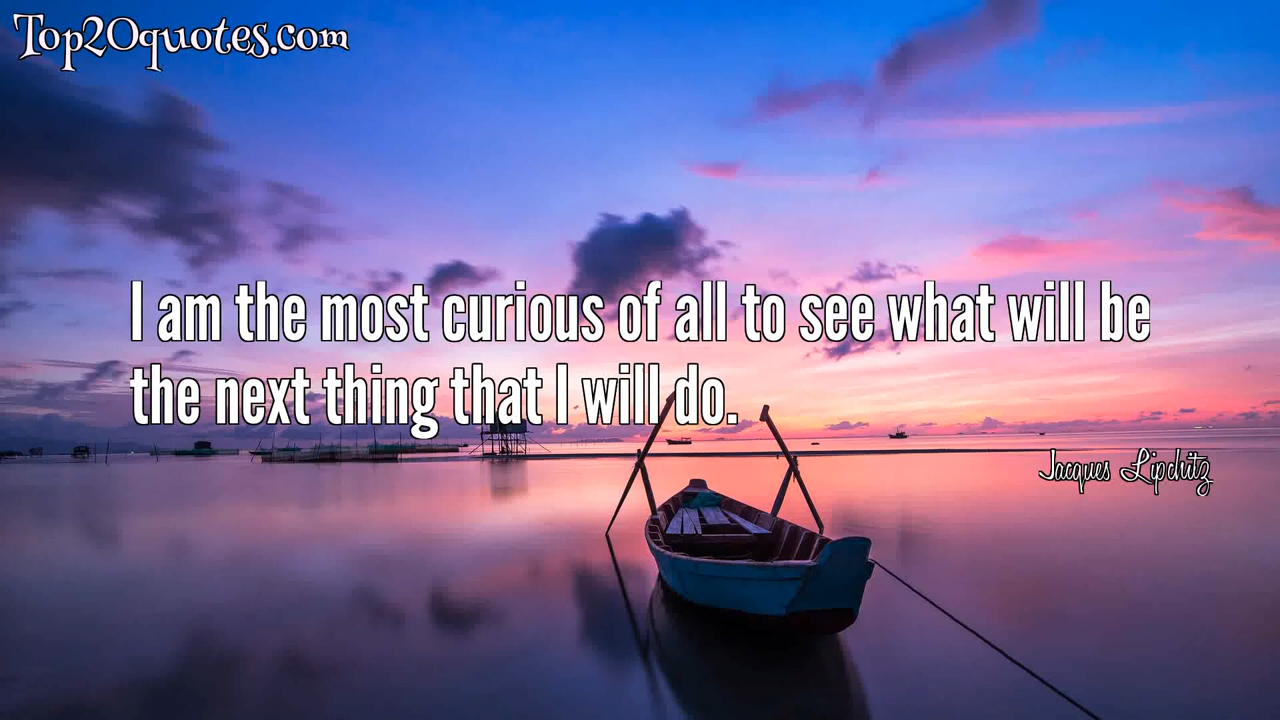 Top20quotes.com
I am the most curious of all to see what will be
the next thing that I will do.
Jacques Lipchitz